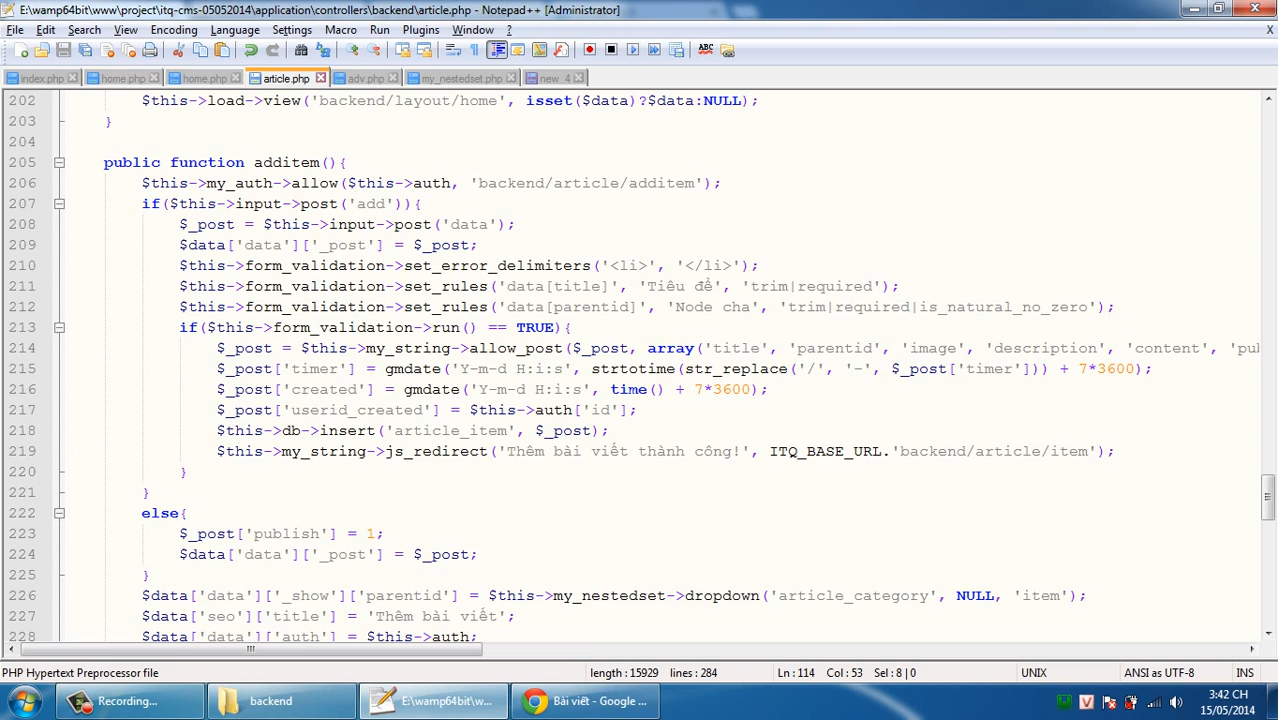 E:\wamp64bit\www\project\itq-cms-05052014\application\controllers\backend\article.php - Notepad++ [Administrator]
File Edit Search View Encoding Language Settings Macro Run Plugins Window ? X
index.php home.php home.php article.php adv.php my_nestedset.php new 4
202 $this->load->view('backend/layout/home', isset($data)?$data:NULL);
203 }
204
205 public function additem(){
206 $this->my_auth->allow($this->auth, 'backend/article/additem');
207 if($this->input->post('add')){
208 $_post = $this->input->post('data');
209 $data['data']['_post'] = $_post;
210 $this->form_validation->set_error_delimiters('<li>', '</li>');
211 $this->form_validation->set_rules('data[title]', 'Tiêu đề', 'trim|required');
212 $this->form_validation->set_rules('data[parentid]', 'Node cha', 'trim|required|is_natural_no_zero');
213 if($this->form_validation->run() == TRUE){
214 $_post = $this->my_string->allow_post($_post, array('title', 'parentid', 'image', 'description', 'content', 'pu
215 $_post['timer'] = gmdate('Y-m-d H:i:s', strtotime(str_replace('/', '-', $_post['timer'])) + 7*3600);
216 $_post['created'] = gmdate('Y-m-d H:i:s', time() + 7*3600);
217 $_post['userid_created'] = $this->auth['id'];
218 $this->db->insert('article_item', $_post);
219 $this->my_string->js_redirect('Thêm bài viết thành công!', ITQ_BASE_URL.'backend/article/item');
220 }
221 }
222 else{
223 $_post['publish'] = 1;
224 $data['data']['_post'] = $_post;
225 }
226 $data['data']['_show']['parentid'] = $this->my_nestedset->dropdown('article_category', NULL, 'item');
227 $data['seo']['title'] = 'Thêm bài viết';
228 $data['data']['auth'] = $this->auth;
PHP Hypertext Preprocessor file length : 15929 lines : 284 Ln : 114 Col : 53 Sel : 8 | 0 UNIX ANSI as UTF-8 INS
Recording... backend E:\wamp64bit\w... Bài viết - Google ... 3:42 CH
15/05/2014